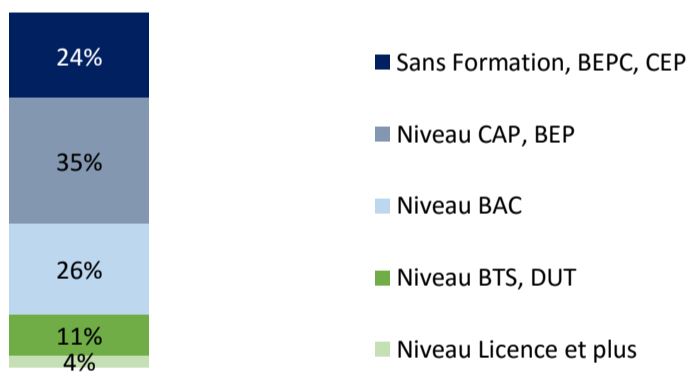 24%
35%
26%
11%
4%
Sans Formation, BEPC, CEP
Niveau CAP, BEP
Niveau BAC
Niveau BTS, DUT
Niveau Licence et plus